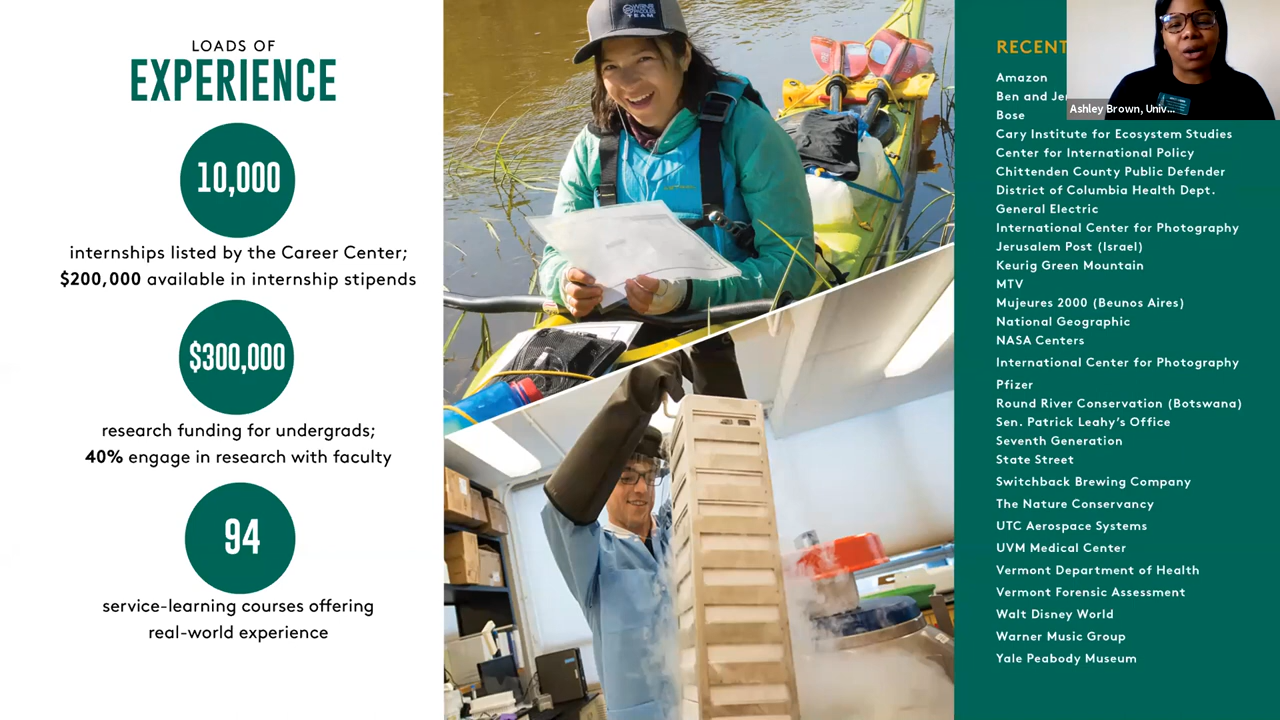 LOADS OF
EXPERIENCE
10,000
internships listed by the Career Center;
$200,000 available in internship stipends
$300,000
research funding for undergrads;
40% engage in research with faculty
94
service-learning courses offering
real-world experience
TEAM
RECENT
Amazon
Ben and
Bose
Ashley Brown, Univ...
Cary Institute for Ecosystem Studies
Center for International Policy
Chittenden County Public Defender
District of Columbia Health Dept.
General Electric
International Center for Photography
Jerusalem Post (Israel)
Keurig Green Mountain
MTV
Mujeures 2000 (Beunos Aires)
National Geographic
NASA Centers
International Center for Photography
Pfizer
Round River Conservation (Botswana)
Sen. Patrick Leahy's Office
Seventh Generation
State Street
Switchback Brewing Company
The Nature Conservancy
UTC Aerospace Systems
UVM Medical Center
Vermont Department of Health
Vermont Forensic Assessment
Walt Disney World
Warner Music Group
Yale Peabody Museum